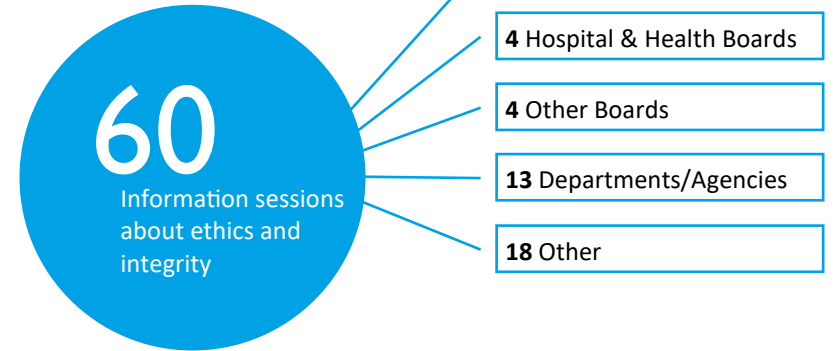 60
Information sessions
about ethics and
integrity
4 Hospital & Health Boards
4 Other Boards
13 Departments/Agencies
18 Other